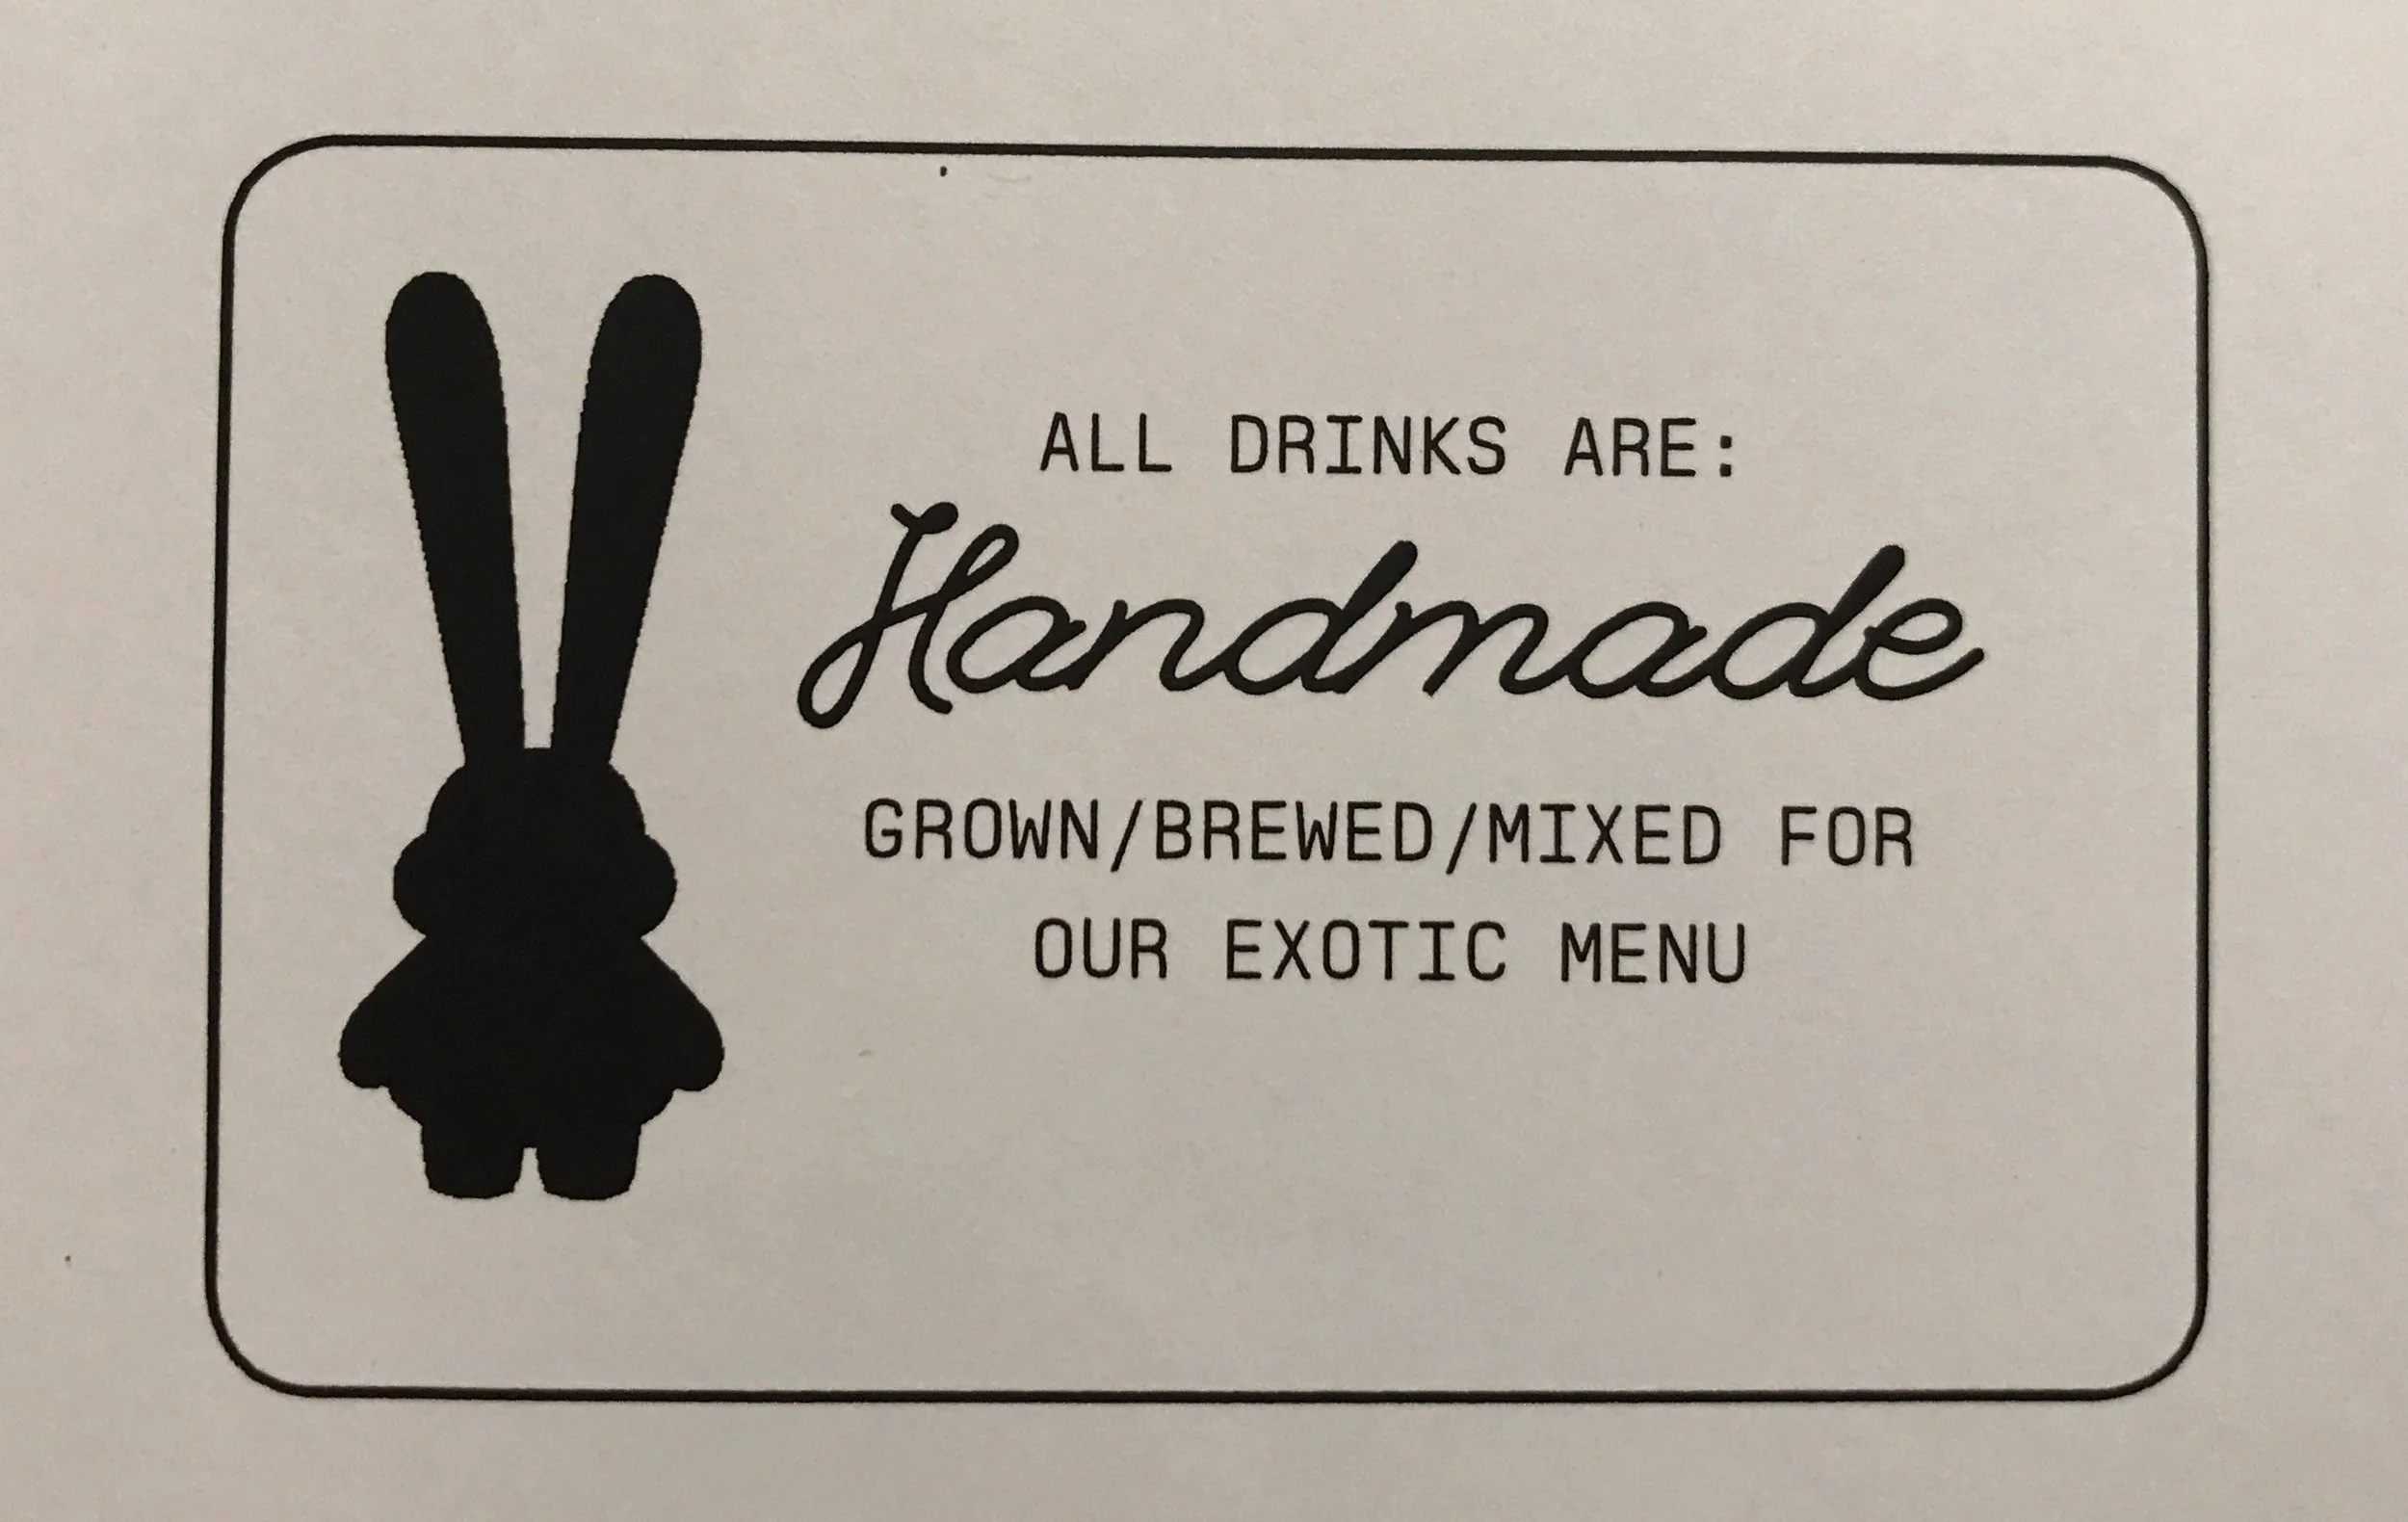 ALL DRINKS ARE:
Handmade
GROWN/BREWED/MIXED FOR
OUR EXOTIC MENU